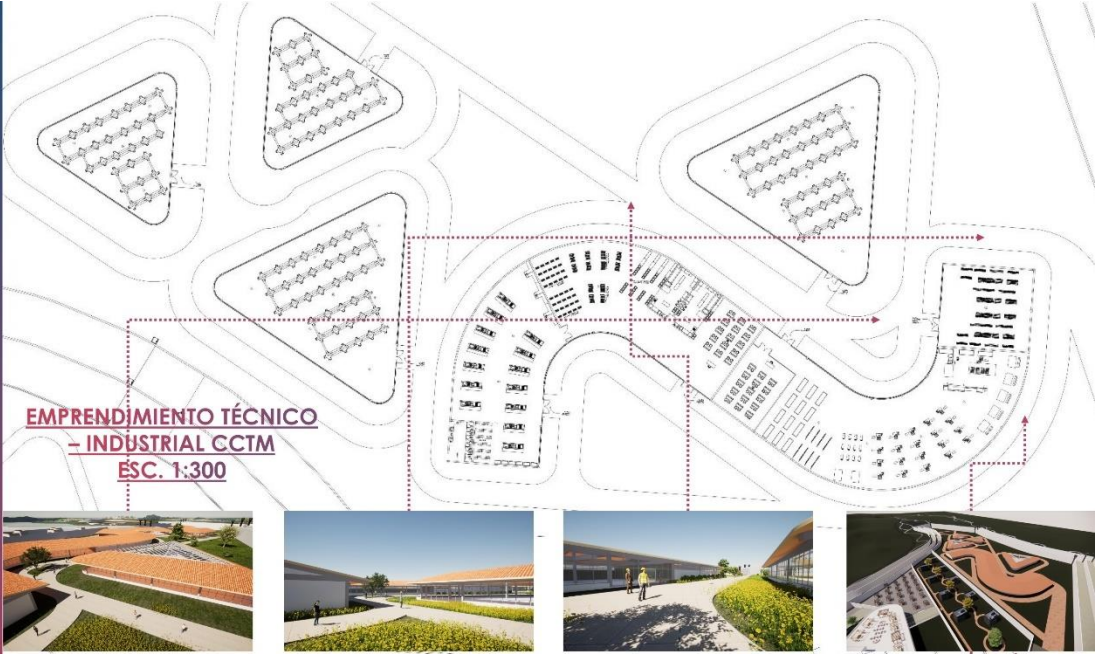 EMPRENDIMIENTO TÉCNICO
– INDUSTRIAL CCTM
ESC. 1:300